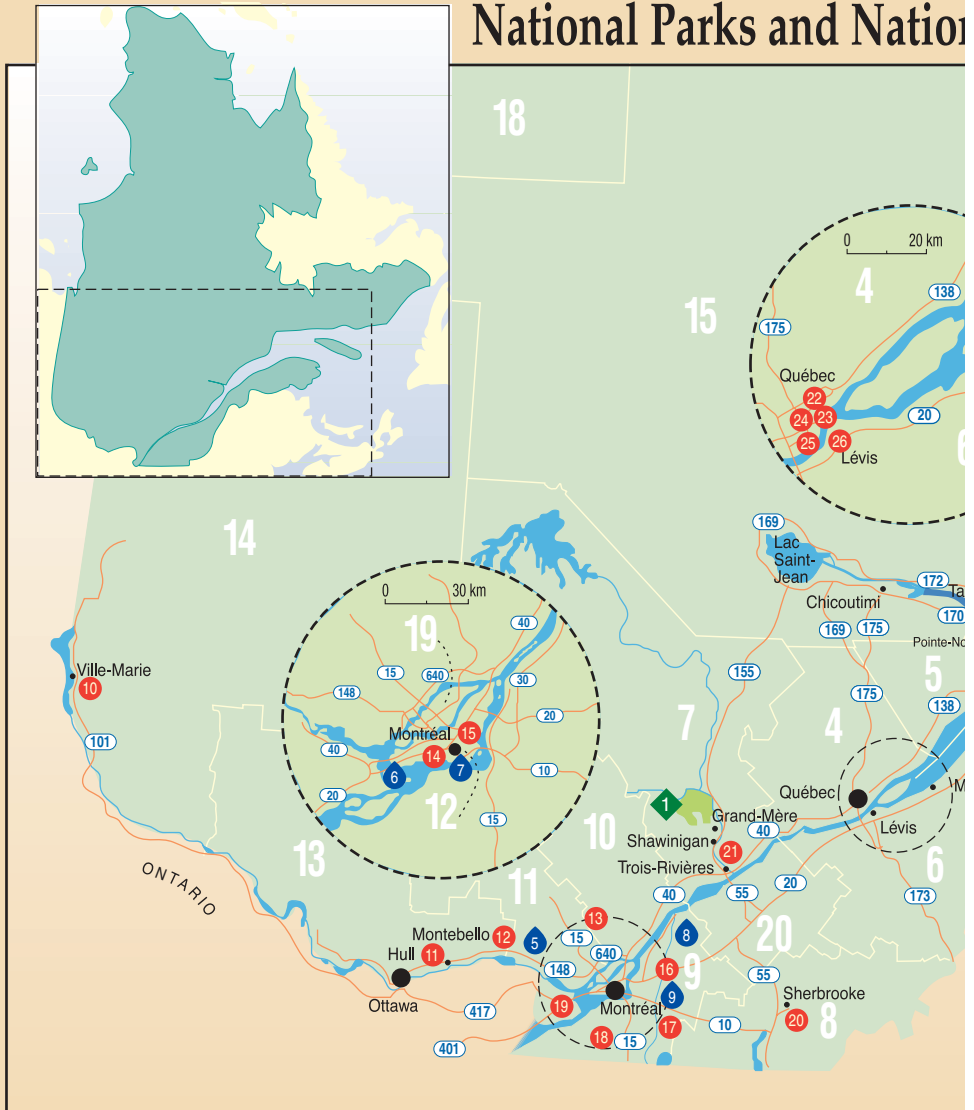 National Parks and Nation
18
0 20 km
4
138
15
175
Québec
22
24 23
20
25 26
Lévis
6
14
169
Lac
Saint-
Jean
172
Ta
Chicoutimi
170
169 175
Pointe-No
0 30 km
40
19
15 640
30
148
20
Montréal 15
14
40
6 7
10
20
12
15
Ville-Marie
10
101
155
5
175
138
7
4
Québec
M
Lévis
1
Grand-Mère
40
Shawinigan
21
Trois-Rivières
10
13
ONTARIO
11
6
173
20
40
55
20
13
Montebello 12
5
15
8
Hull 11
640
148
16
9
55
Ottawa
19
Montréal
9
Sherbrooke
20
8
417
10
17
18
15
401